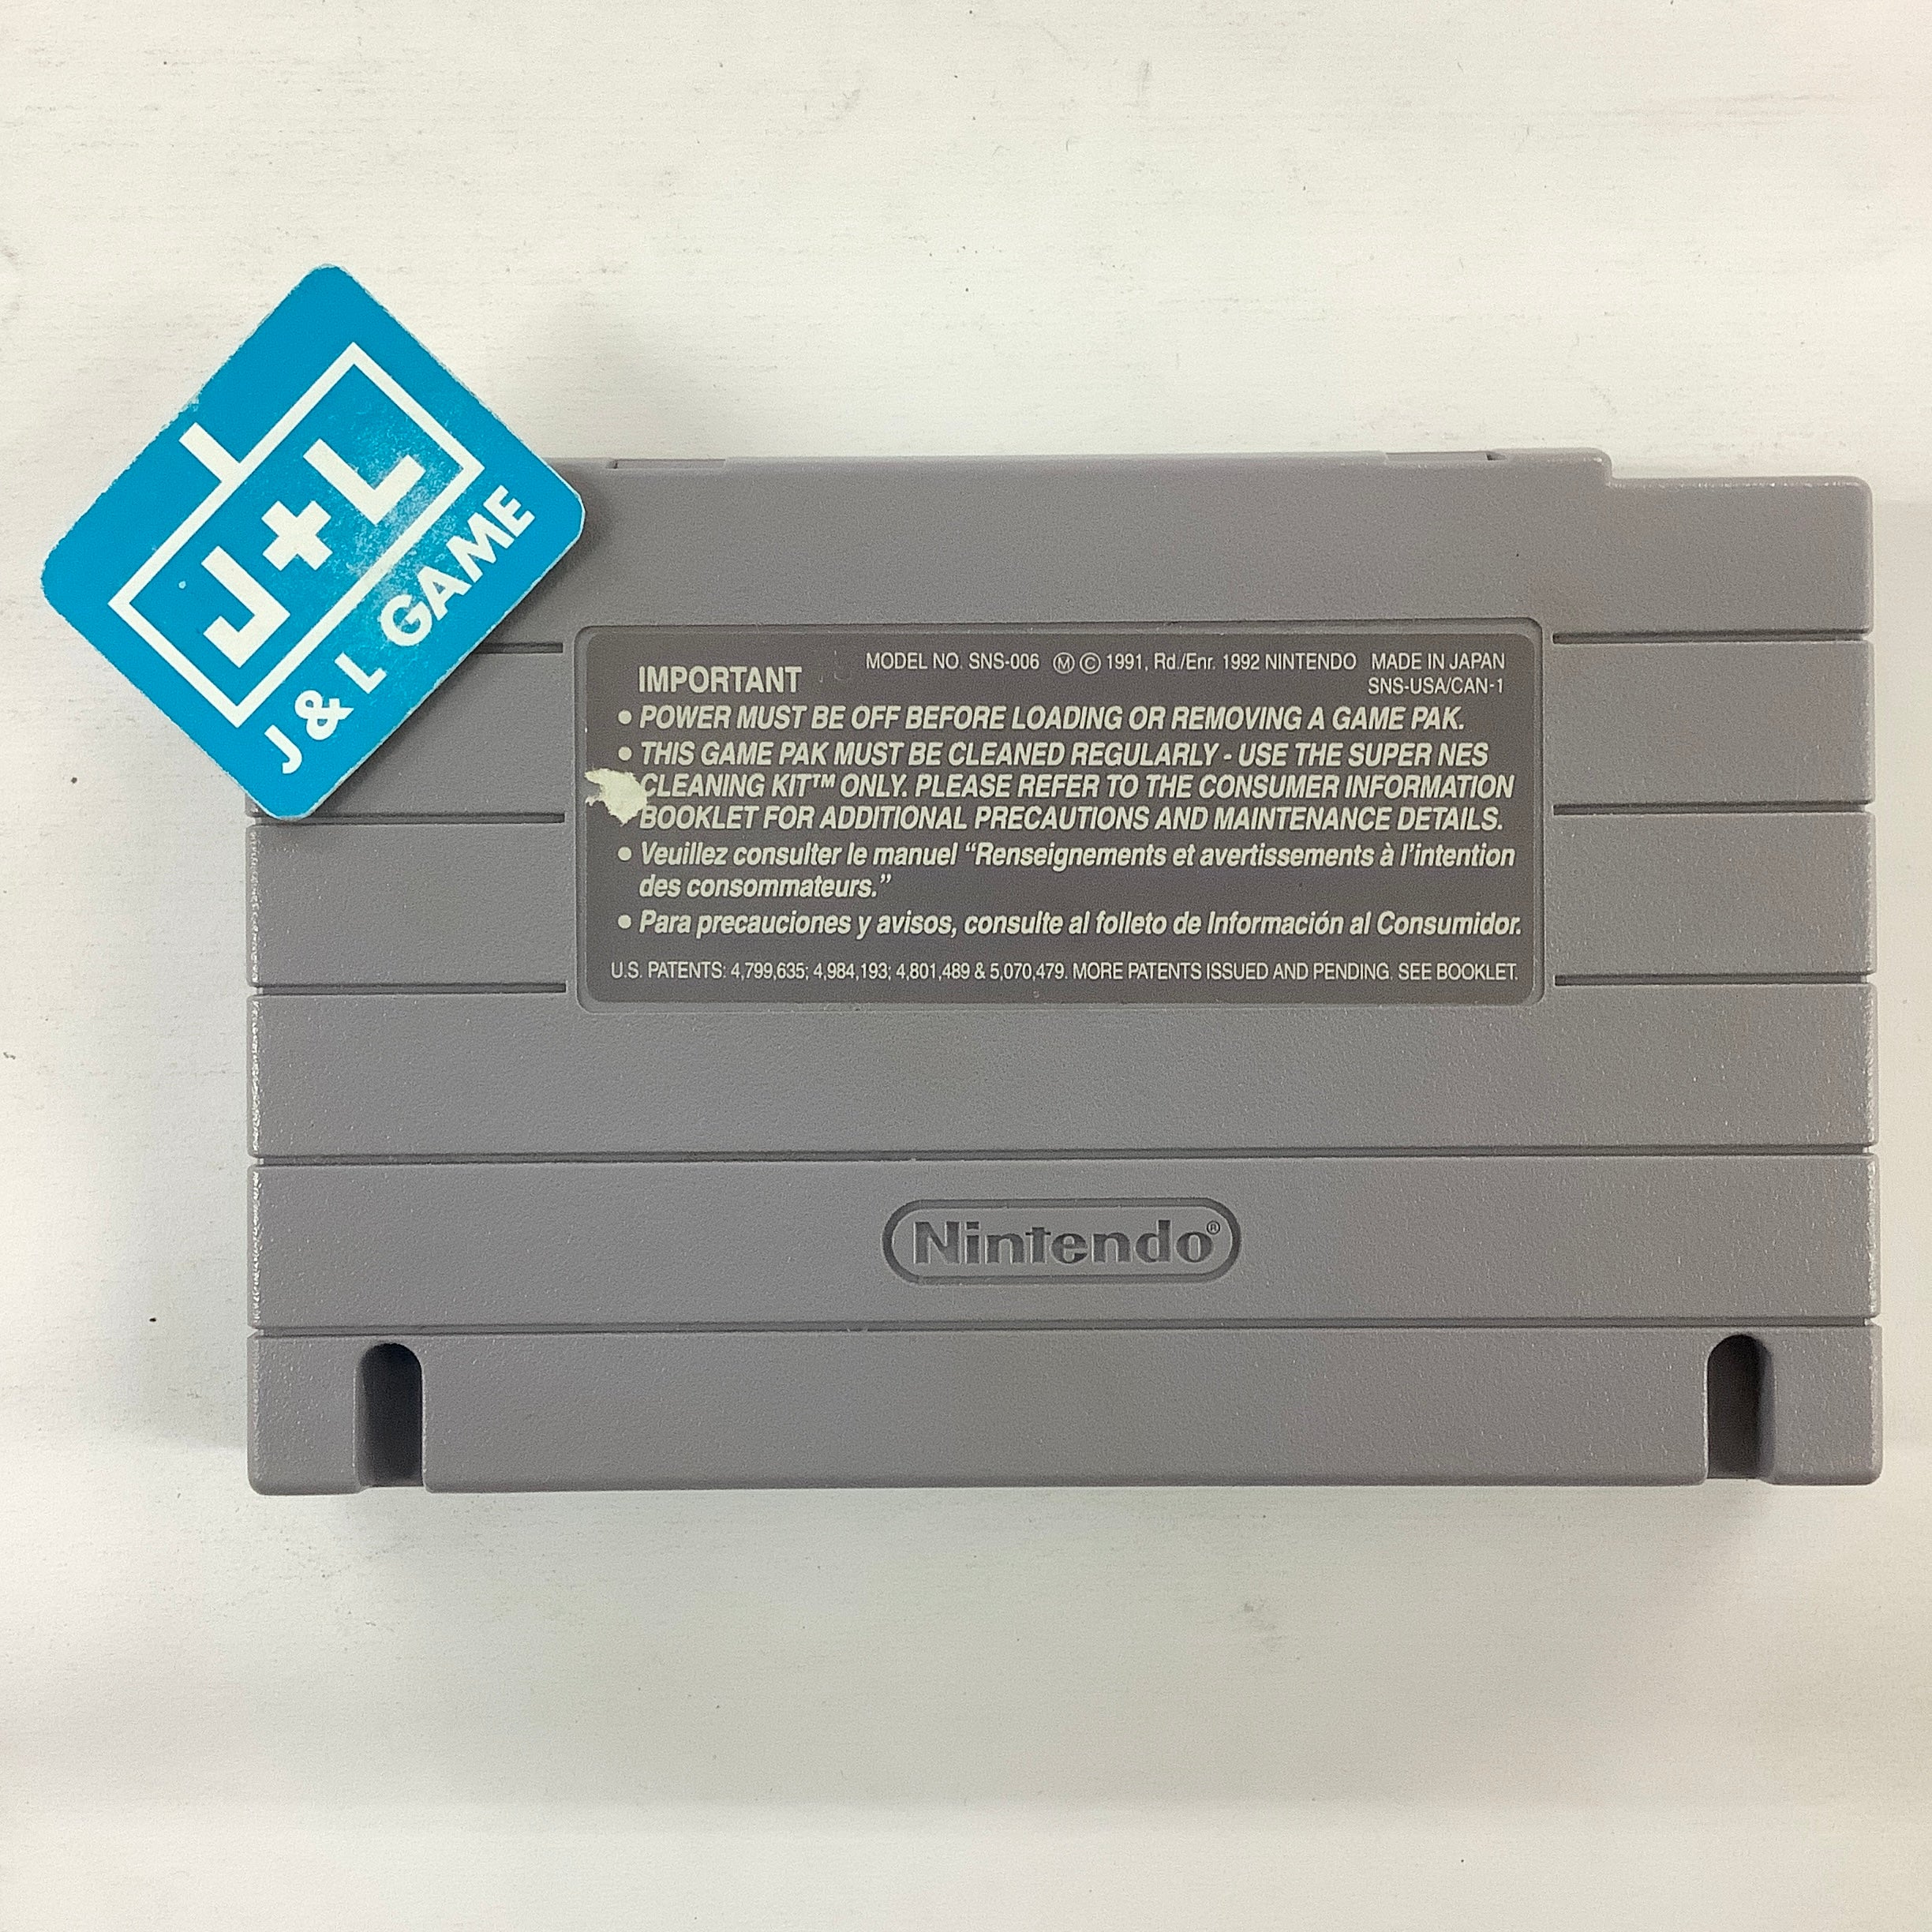 J+L
J & L GAME
IMPORTANT
MODEL NO. SNS-006 Ⓜ © 1991, Rd./Enr. 1992 NINTENDO MADE IN JAPAN
SNS-USA/CAN-1
• POWER MUST BE OFF BEFORE LOADING OR REMOVING A GAME PAK.
• THIS GAME PAK MUST BE CLEANED REGULARLY - USE THE SUPER NES
CLEANING KIT™ ONLY. PLEASE REFER TO THE CONSUMER INFORMATION
BOOKLET FOR ADDITIONAL PRECAUTIONS AND MAINTENANCE DETAILS.
• Veuillez consulter le manuel “Renseignements et avertissements à l’intention
des consommateurs.”
• Para precauciones y avisos, consulte al folleto de Información al Consumidor.
U.S. PATENTS: 4,799,635; 4,984,193; 4,801,489 & 5,070,479. MORE PATENTS ISSUED AND PENDING. SEE BOOKLET.
Nintendo®